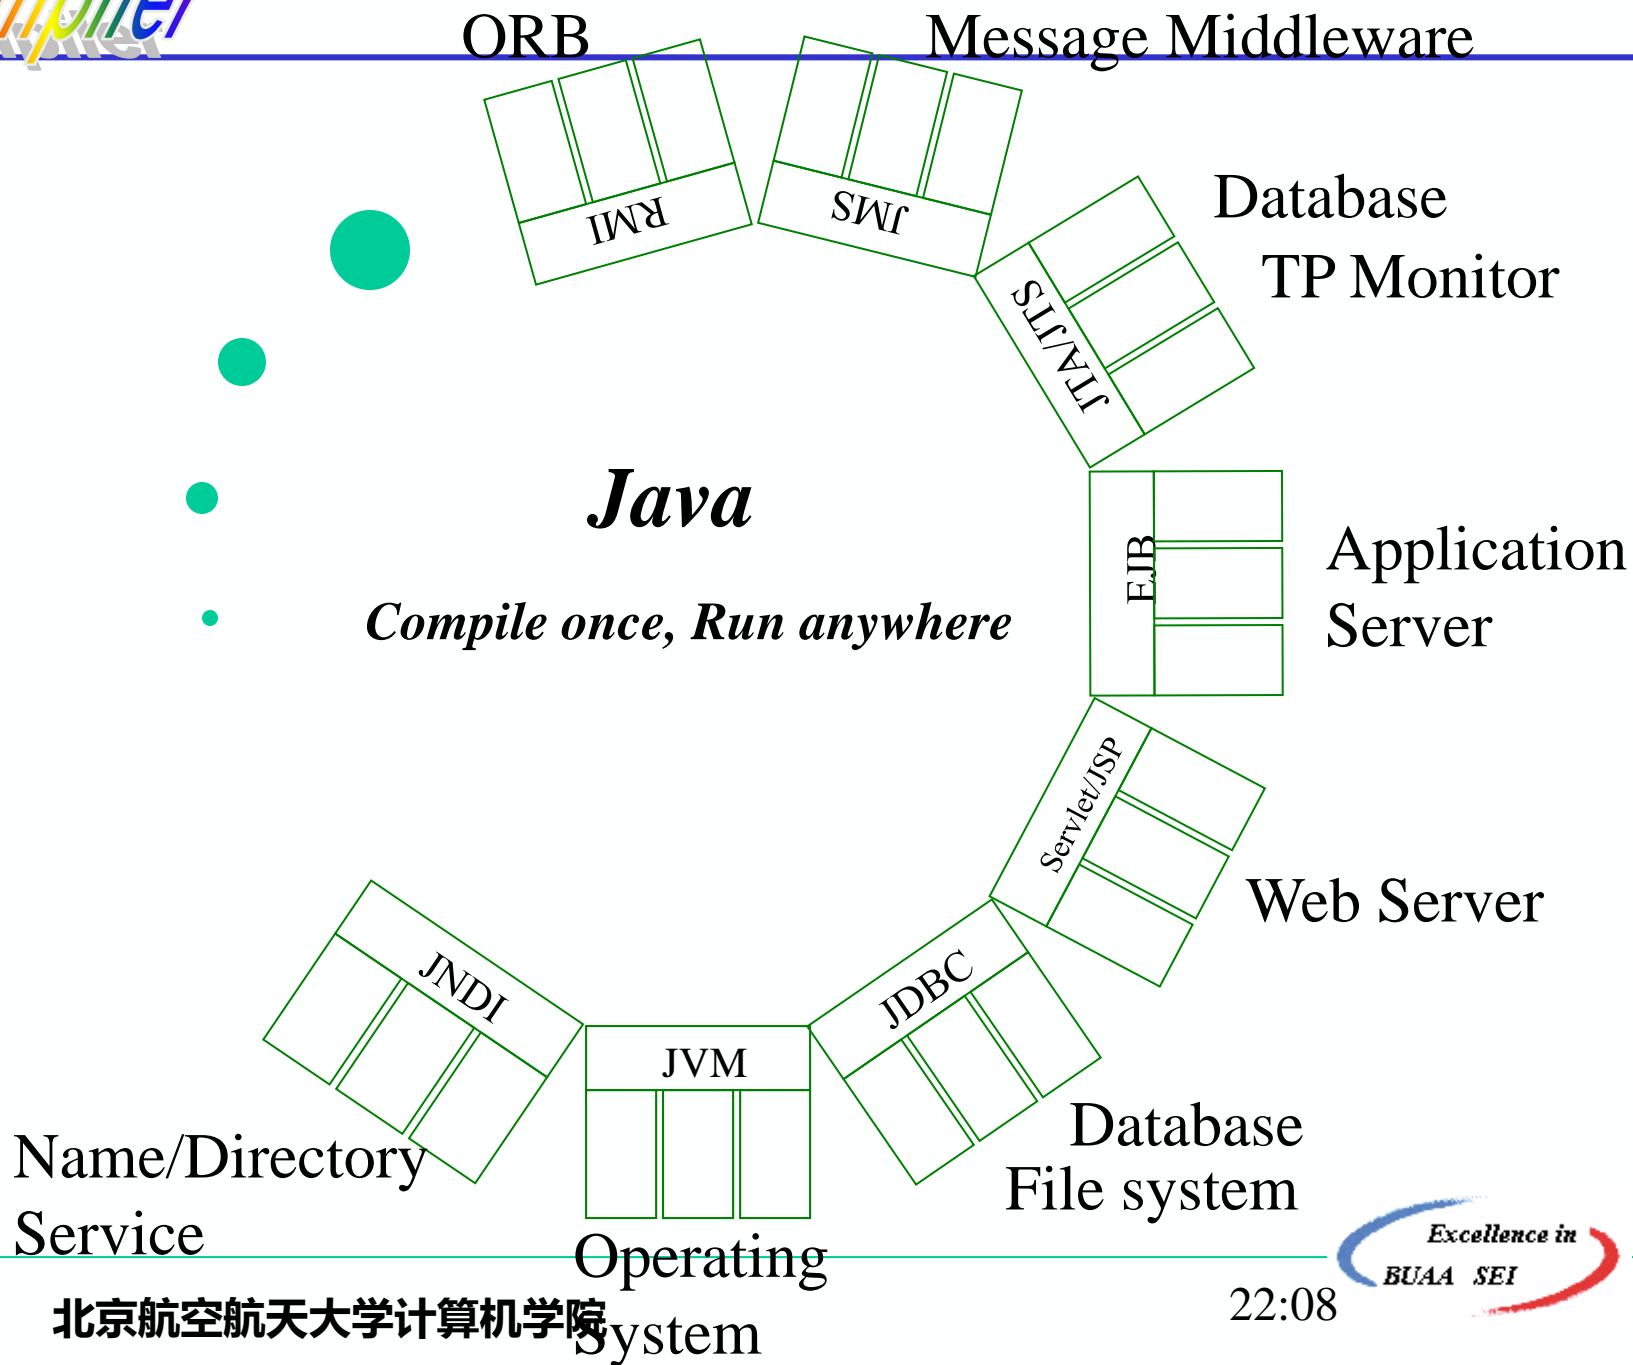 ORB
Message Middleware
RMI
JMS
Database
TP Monitor
JTA/JTS
Java
EJB
Application
Server
Compile once, Run anywhere
Servlet/JSP
Web Server
JNDI
JDBC
JVM
Name/Directory
Service
Database
File system
Operating
System
Excellence in
BUAA SEI
北京航空航天大学计算机学院
22:08